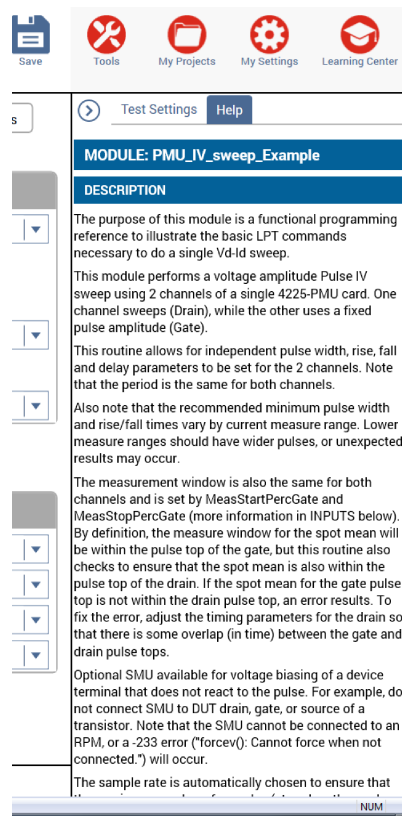 Save
Tools
My Projects
My Settings
Learning Center
s
Test Settings
Help
MODULE: PMU_IV_sweep_Example
DESCRIPTION
The purpose of this module is a functional programming
reference to illustrate the basic LPT commands
necessary to do a single Vd-Id sweep.
This module performs a voltage amplitude Pulse IV
sweep using 2 channels of a single 4225-PMU card. One
channel sweeps (Drain), while the other uses a fixed
pulse amplitude (Gate).
This routine allows for independent pulse width, rise, fall
and delay parameters to be set for the 2 channels. Note
that the period is the same for both channels.
Also note that the recommended minimum pulse width
and rise/fall times vary by current measure range. Lower
measure ranges should have wider pulses, or unexpected
results may occur.
The measurement window is also the same for both
channels and is set by MeasStartPercGate and
MeasStopPercGate (more information in INPUTS below).
By definition, the measure window for the spot mean will
be within the pulse top of the gate, but this routine also
checks to ensure that the spot mean is also within the
pulse top of the drain. If the spot mean for the gate pulse
top is not within the drain pulse top, an error results. To
fix the error, adjust the timing parameters for the drain so
that there is some overlap (in time) between the gate and
drain pulse tops.
Optional SMU available for voltage biasing of a device
terminal that does not react to the pulse. For example, do
not connect SMU to DUT drain, gate, or source of a
transistor. Note that the SMU cannot be connected to an
RPM, or a -233 error ("forcev(): Cannot force when not
connected.") will occur.
The sample rate is automatically chosen to ensure that
NUM